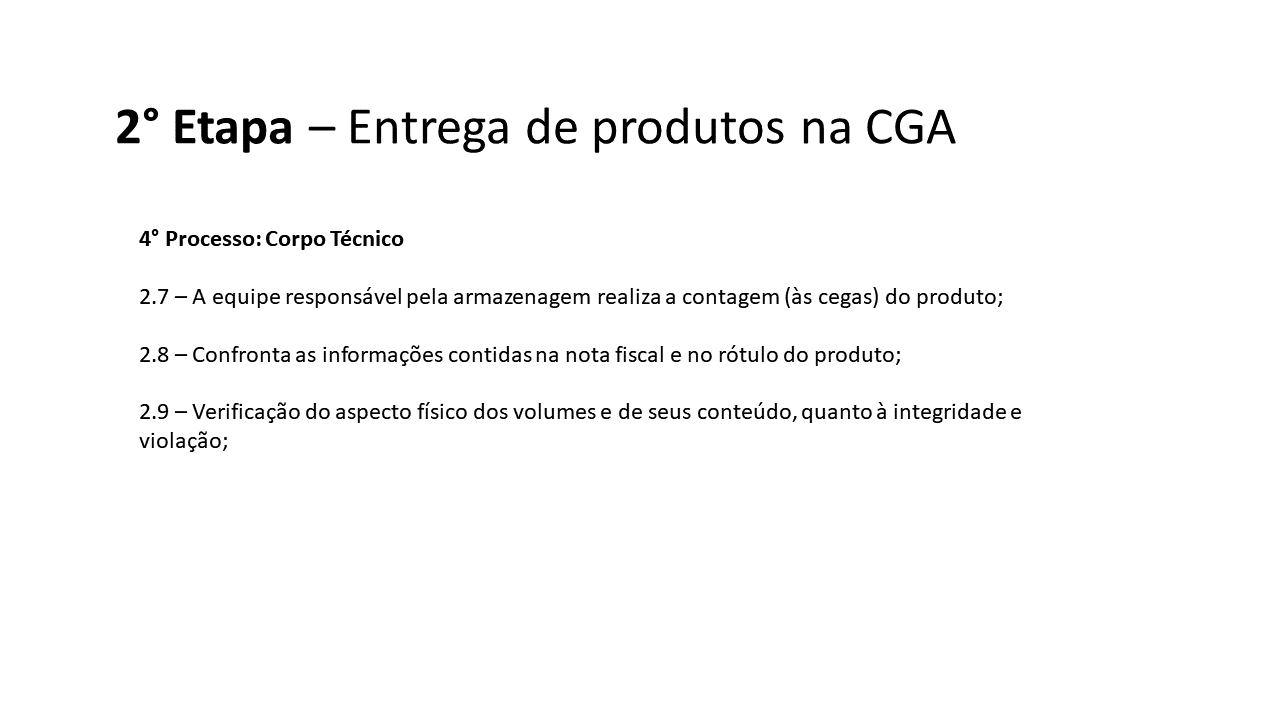 2° Etapa – Entrega de produtos na CGA
4° Processo: Corpo Técnico
2.7 – A equipe responsável pela armazenagem realiza a contagem (às cegas) do produto;
2.8 – Confronta as informações contidas na nota fiscal e no rótulo do produto;
2.9 – Verificação do aspecto físico dos volumes e de seus conteúdo, quanto à integridade e
violação;